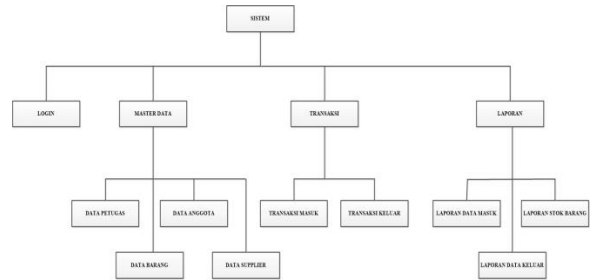 SISTEM
LOGIN
MASTER DATA
TRANSAKSI
LAPORAN
DATA PETUGAS
DATA ANGGOTA
TRANSAKSI MASUK
TRANSAKSI KELUAR
LAPORAN DATA MASUK
LAPORAN STOK BARANG
DATA BARANG
DATA SUPPLIER
LAPORAN DATA KELUAR